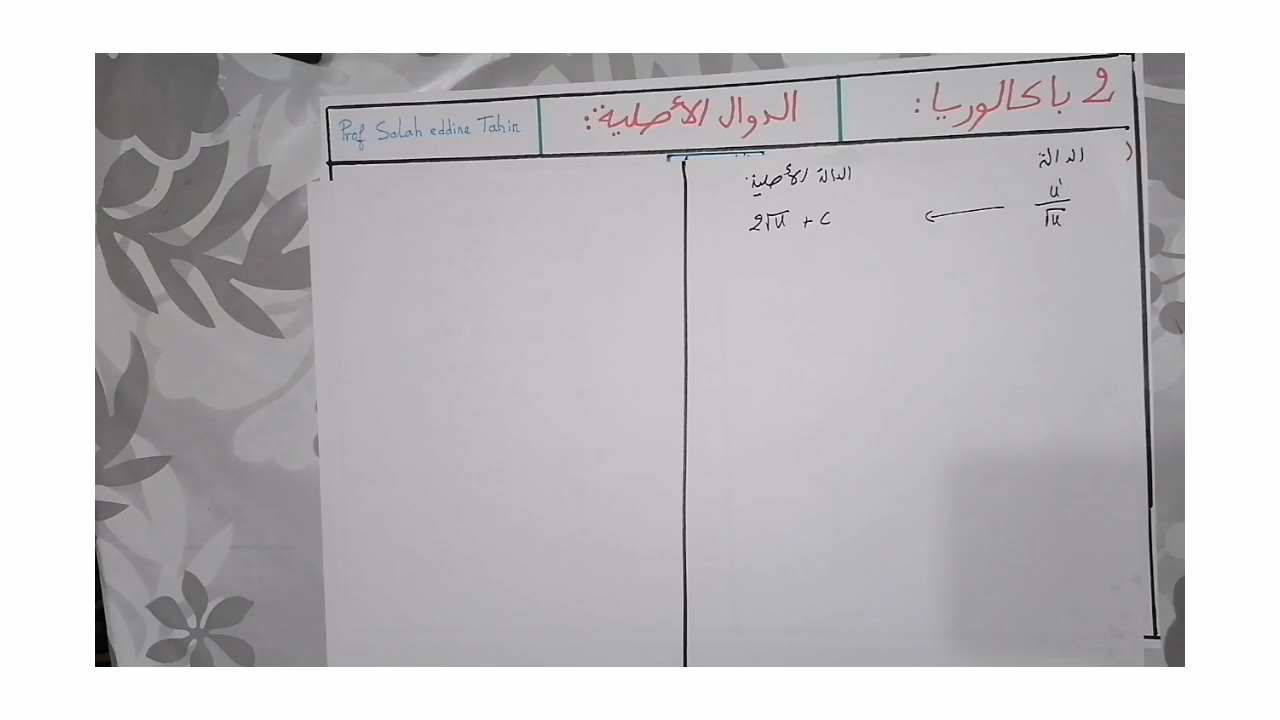 2 باكالوريا:
الدوال الأصلية:
Prof Salah eddine Tahir
الدالة
الدالة الأصلية
u'/√u ⟶ 2√u + c